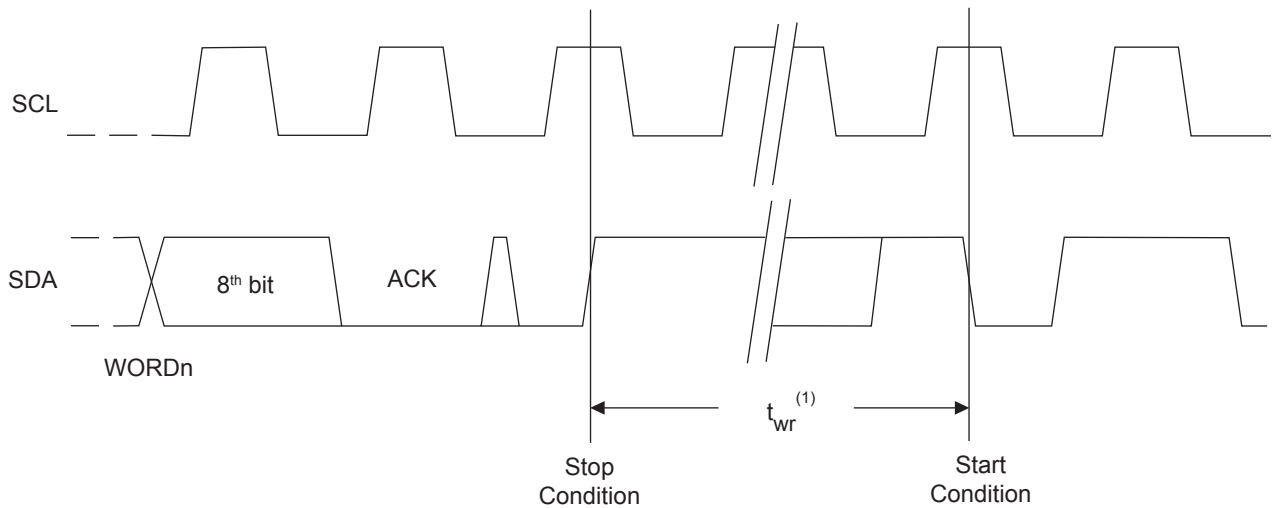 SCL
SDA
8th bit
ACK
WORDn
twr(1)
Stop
Condition
Start
Condition